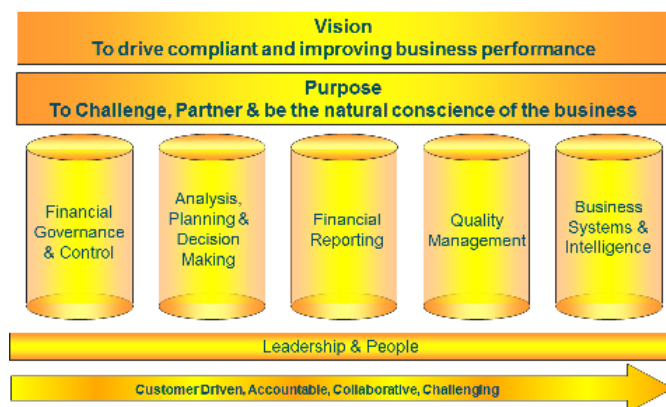 Vision
To drive compliant and improving business performance
Purpose
To Challenge, Partner & be the natural conscience of the business
Financial
Governance
& Control
Analysis,
Planning &
Decision
Making
Financial
Reporting
Quality
Management
Business
Systems &
Intelligence
Leadership & People
Customer Driven, Accountable, Collaborative, Challenging